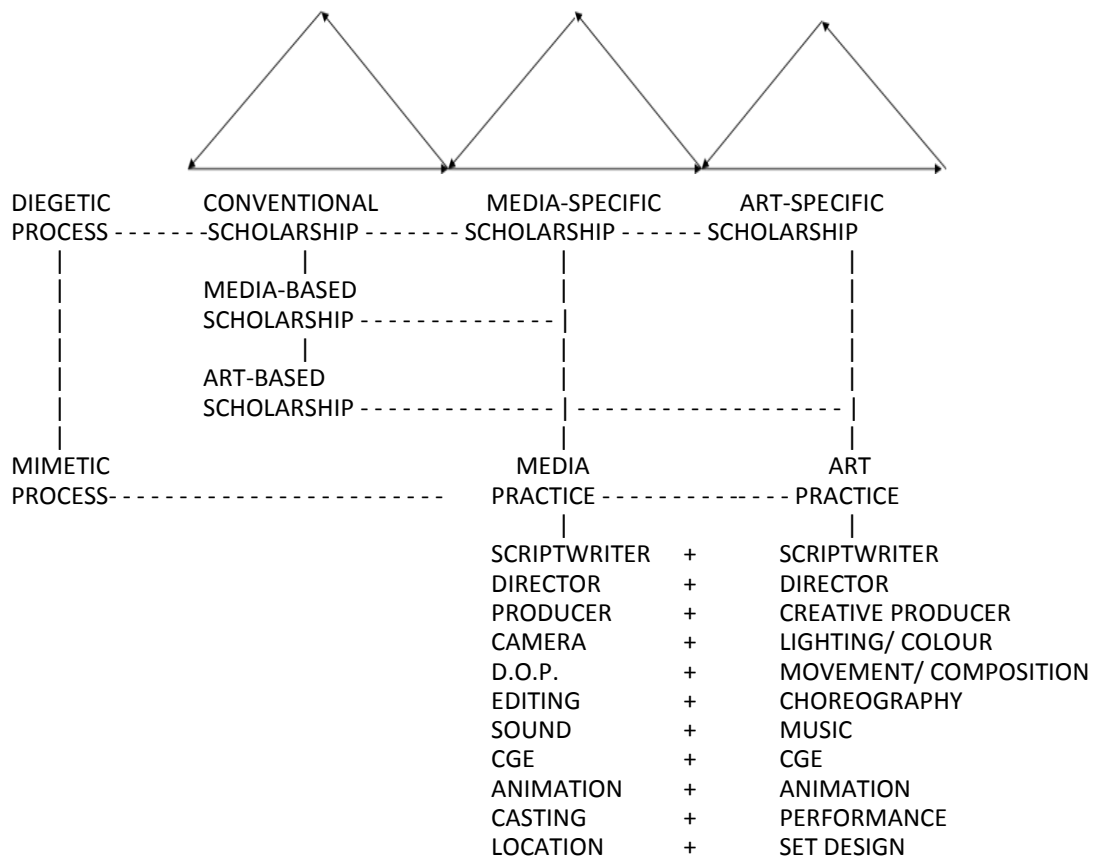 DIEGETIC CONVENTIONAL MEDIA-SPECIFIC ART-SPECIFIC
PROCESS - - - - - - -SCHOLARSHIP - - - - - - - SCHOLARSHIP - - - - - - SCHOLARSHIP
MEDIA-BASED
SCHOLARSHIP - - - - - - - - - - - - - -
ART-BASED
SCHOLARSHIP - - - - - - - - - - - - - - - - - - - - - - - - - - - - - - - - -
MIMETIC MEDIA ART
PROCESS- - - - - - - - - - - - - - - - - - - - - - - - PRACTICE - - - - - - - - - ---- - - PRACTICE
SCRIPTWRITER + SCRIPTWRITER
DIRECTOR + DIRECTOR
PRODUCER + CREATIVE PRODUCER
CAMERA + LIGHTING/ COLOUR
D.O.P. + MOVEMENT/ COMPOSITION
EDITING + CHOREOGRAPHY
SOUND + MUSIC
CGE + CGE
ANIMATION + ANIMATION
CASTING + PERFORMANCE
LOCATION + SET DESIGN